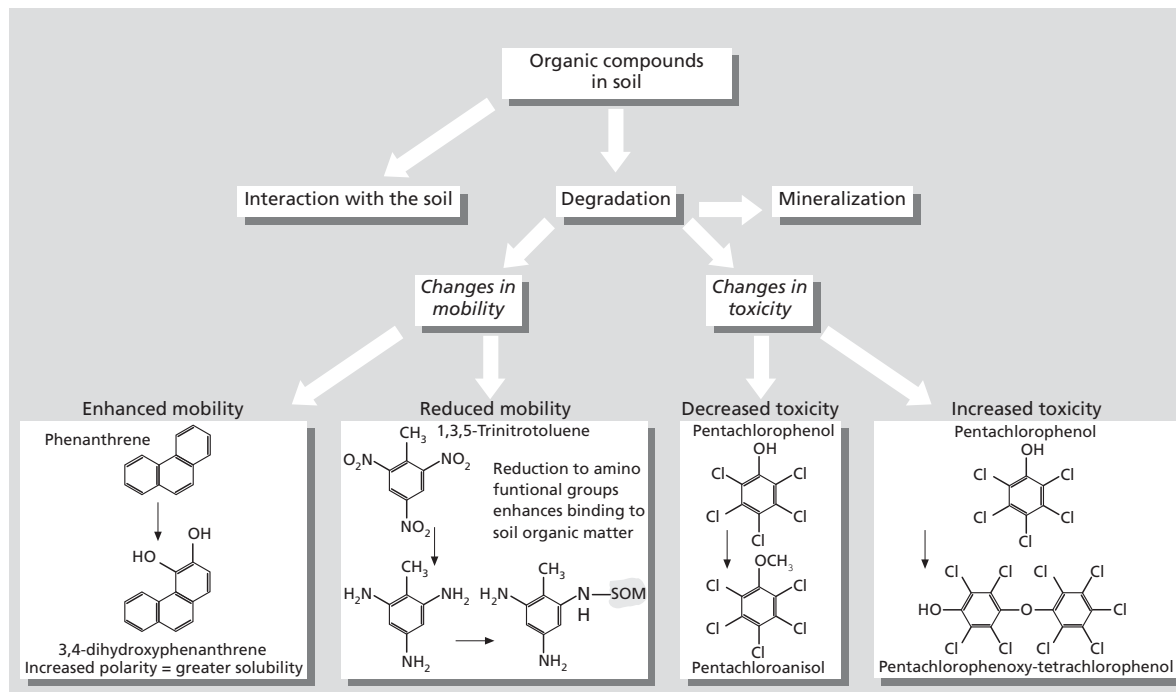 Organic compounds
in soil
Interaction with the soil
Degradation
Mineralization
Changes in
mobility
Changes in
toxicity
Enhanced mobility
Phenanthrene
OH
HO
3,4-dihydroxyphenanthrene
Increased polarity = greater solubility
Reduced mobility
1,3,5-Trinitrotoluene
CH3
O2N
NO2
NO2
Reduction to amino
funtional groups
enhances binding to
soil organic matter
CH3
H2N
NH2
NH2
CH3
H2N
N
SOM
H
NH2
Decreased toxicity
Pentachlorophenol
OH
Cl
Cl
Cl
Cl
Cl
OCH3
Cl
Cl
Cl
Cl
Cl
Pentachloroanisol
Increased toxicity
Pentachlorophenol
OH
Cl
Cl
Cl
Cl
Cl
Cl
Cl
Cl
Cl
HO
O
Cl
Cl
Cl
Cl
Cl
Pentachlorophenoxy-tetrachlorophenol